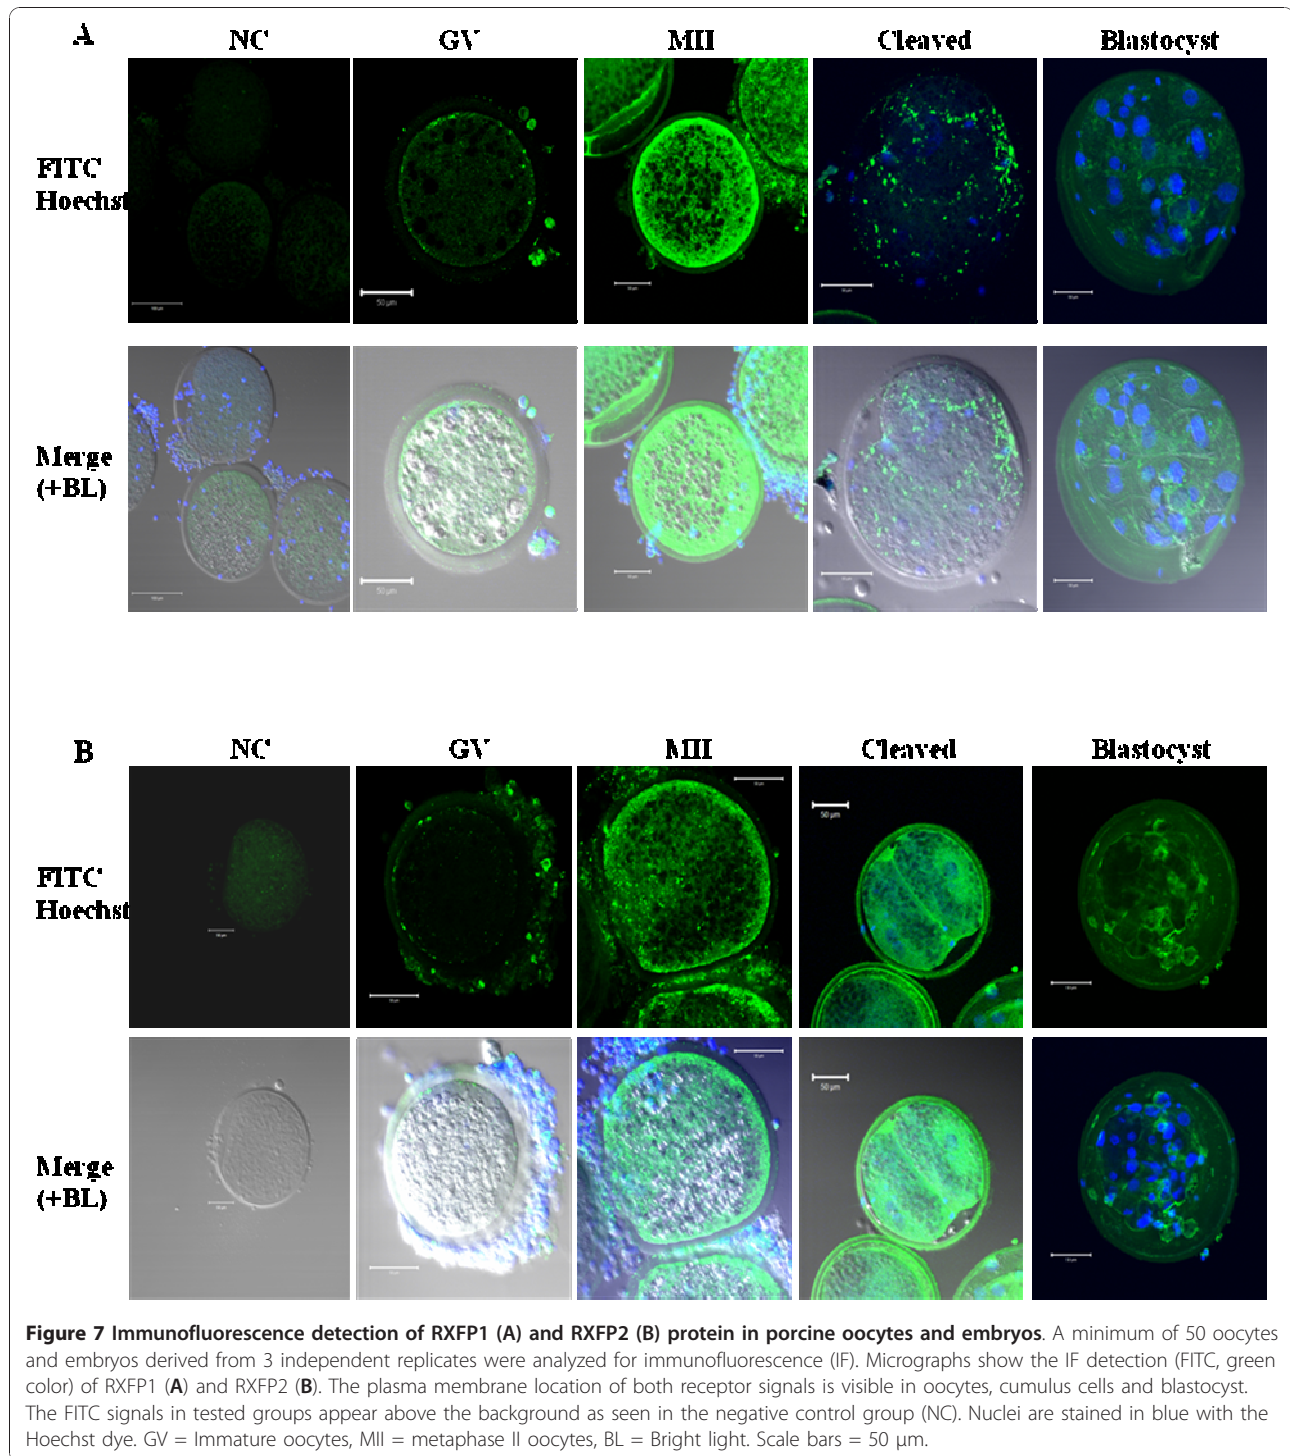 A
NC GV MII Cleaved Blastocyst
FITC
Hoechst
50 µm
Merge
(+BL)
50 µm
B
NC GV MII Cleaved Blastocyst
FITC
Hoechst
50 µm
Merge
(+BL)
50 µm
Figure 7 Immunofluorescence detection of RXFP1 (A) and RXFP2 (B) protein in porcine oocytes and embryos. A minimum of 50 oocytes
and embryos derived from 3 independent replicates were analyzed for immunofluorescence (IF). Micrographs show the IF detection (FITC, green
color) of RXFP1 (A) and RXFP2 (B). The plasma membrane location of both receptor signals is visible in oocytes, cumulus cells and blastocyst.
The FITC signals in tested groups appear above the background as seen in the negative control group (NC). Nuclei are stained in blue with the
Hoechst dye. GV = Immature oocytes, MII = metaphase II oocytes, BL = Bright light. Scale bars = 50 μm.